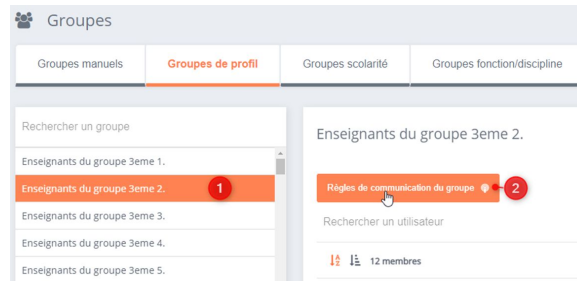 Groupes
Groupes manuels
Groupes de profil
Groupes scolarité
Groupes fonction/discipline
Rechercher un groupe
Enseignants du groupe 3eme 1.
Enseignants du groupe 3eme 2.
1
Enseignants du groupe 3eme 3.
Enseignants du groupe 3eme 4.
Enseignants du groupe 3eme 5.
Enseignants du groupe 3eme 2.
Règles de communication du groupe
2
Rechercher un utilisateur
12 membres